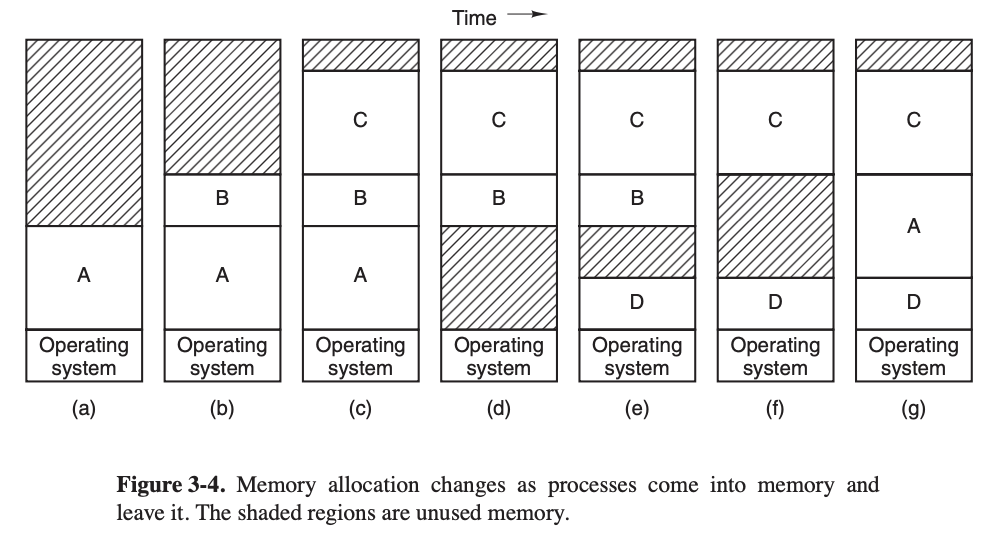 Time
C
C
C
C
C
B
B
B
B
A
A
A
A
D
D
D
Operating
system
Operating
system
Operating
system
Operating
system
Operating
system
Operating
system
Operating
system
(a)
(b)
(c)
(d)
(e)
(f)
(g)
Figure 3-4. Memory allocation changes as processes come into memory and
leave it. The shaded regions are unused memory.